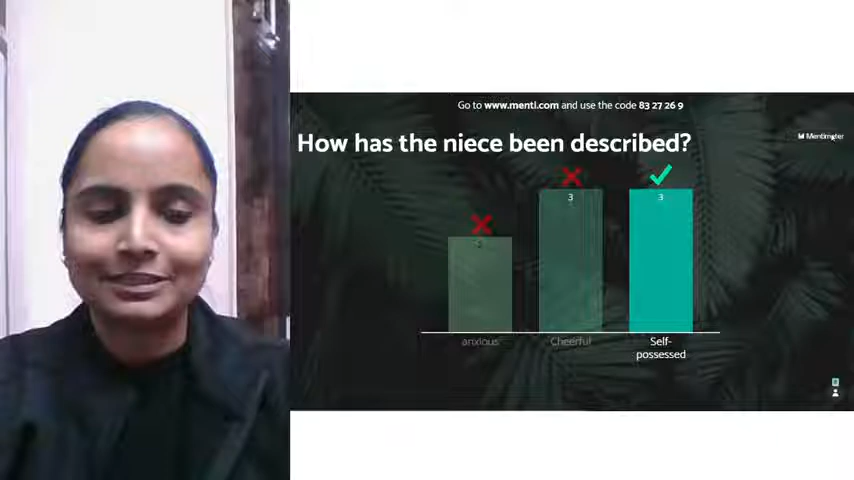 Go to www.menti.com and use the code 83 27 26 9
Mentimeter
How has the niece been described?
2
3
3
anxious
Cheerful
Self-
possessed